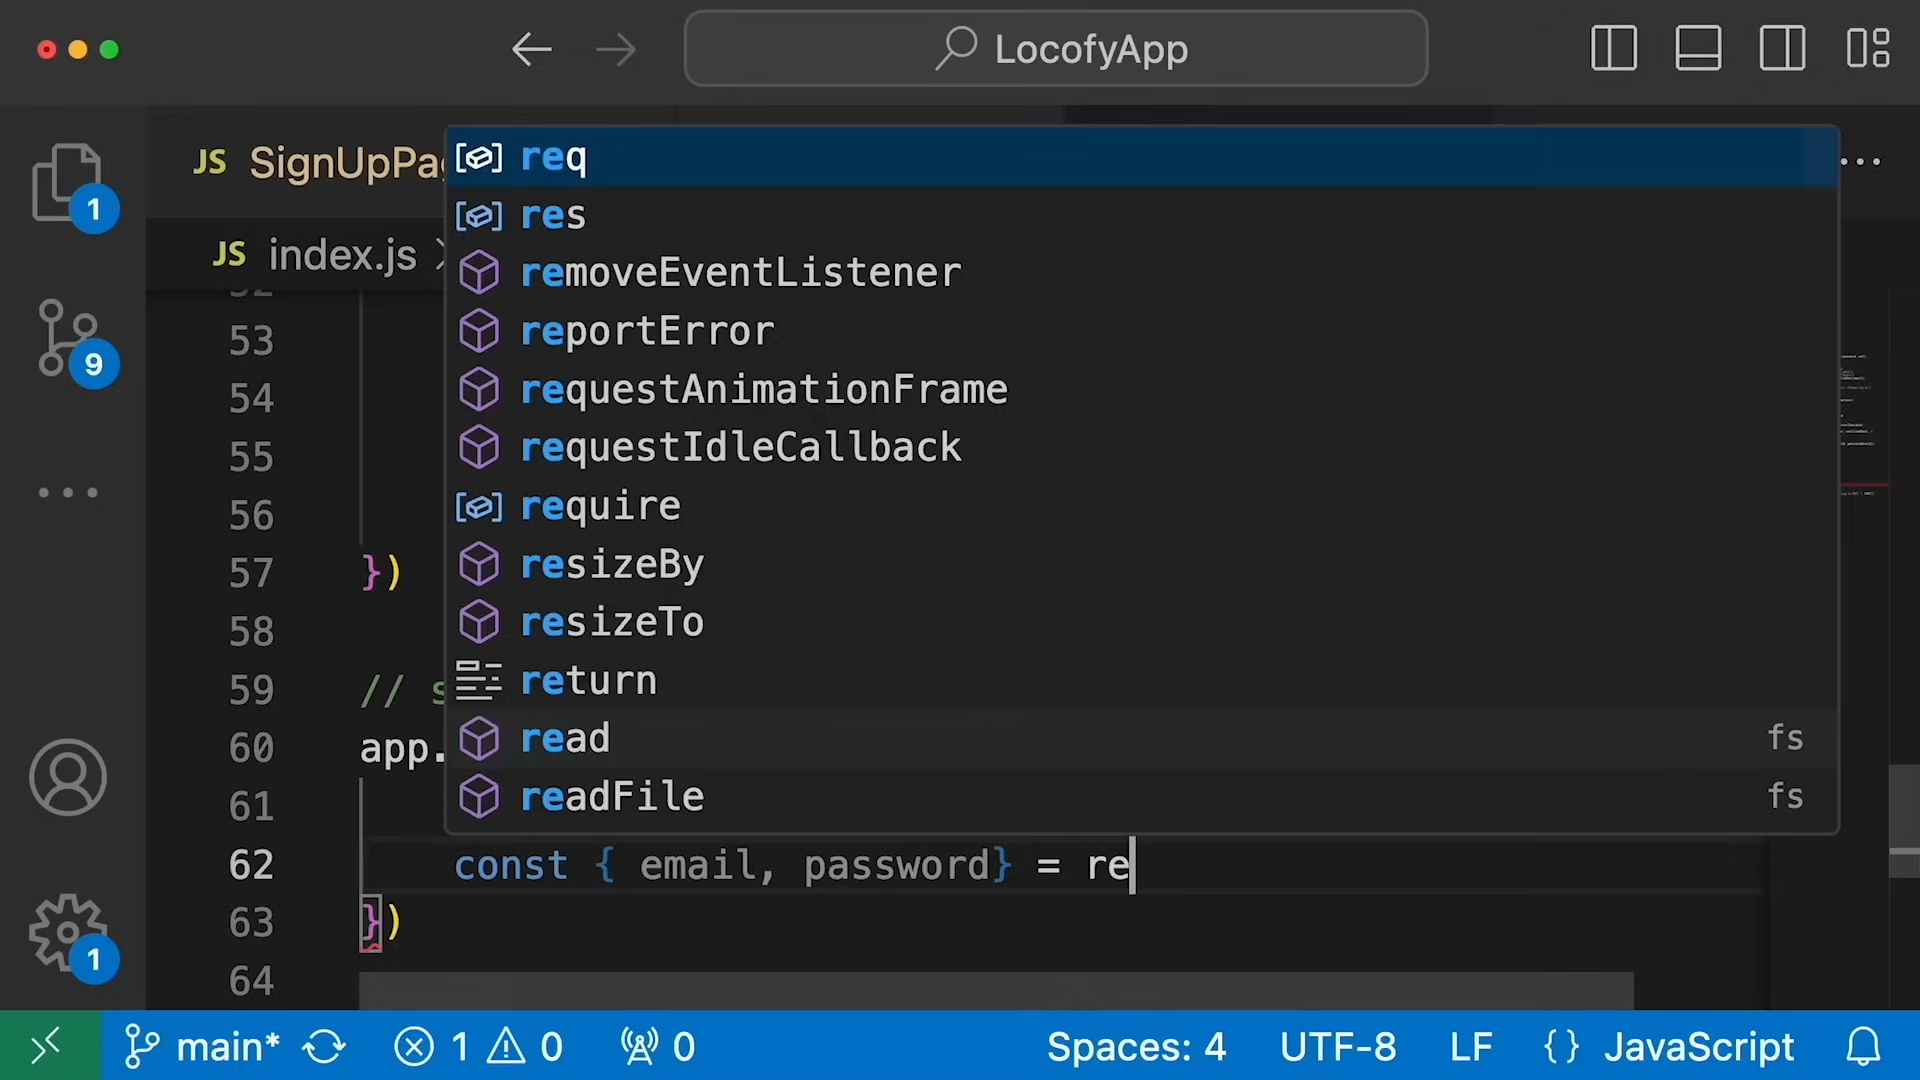 LocofyApp
1
JS SignUpPag
req
JS index.js
res
removeEventListener
53
reportError
9
54
requestAnimationFrame
55
requestIdleCallback
56
require
57 })
resizeBy
58
resizeTo
59 // s
return
60 app.
read fs
61
readFile fs
62 const { email, password} = re
63 })
1
64
main* 1 0 0 Spaces: 4 UTF-8 LF {} JavaScript